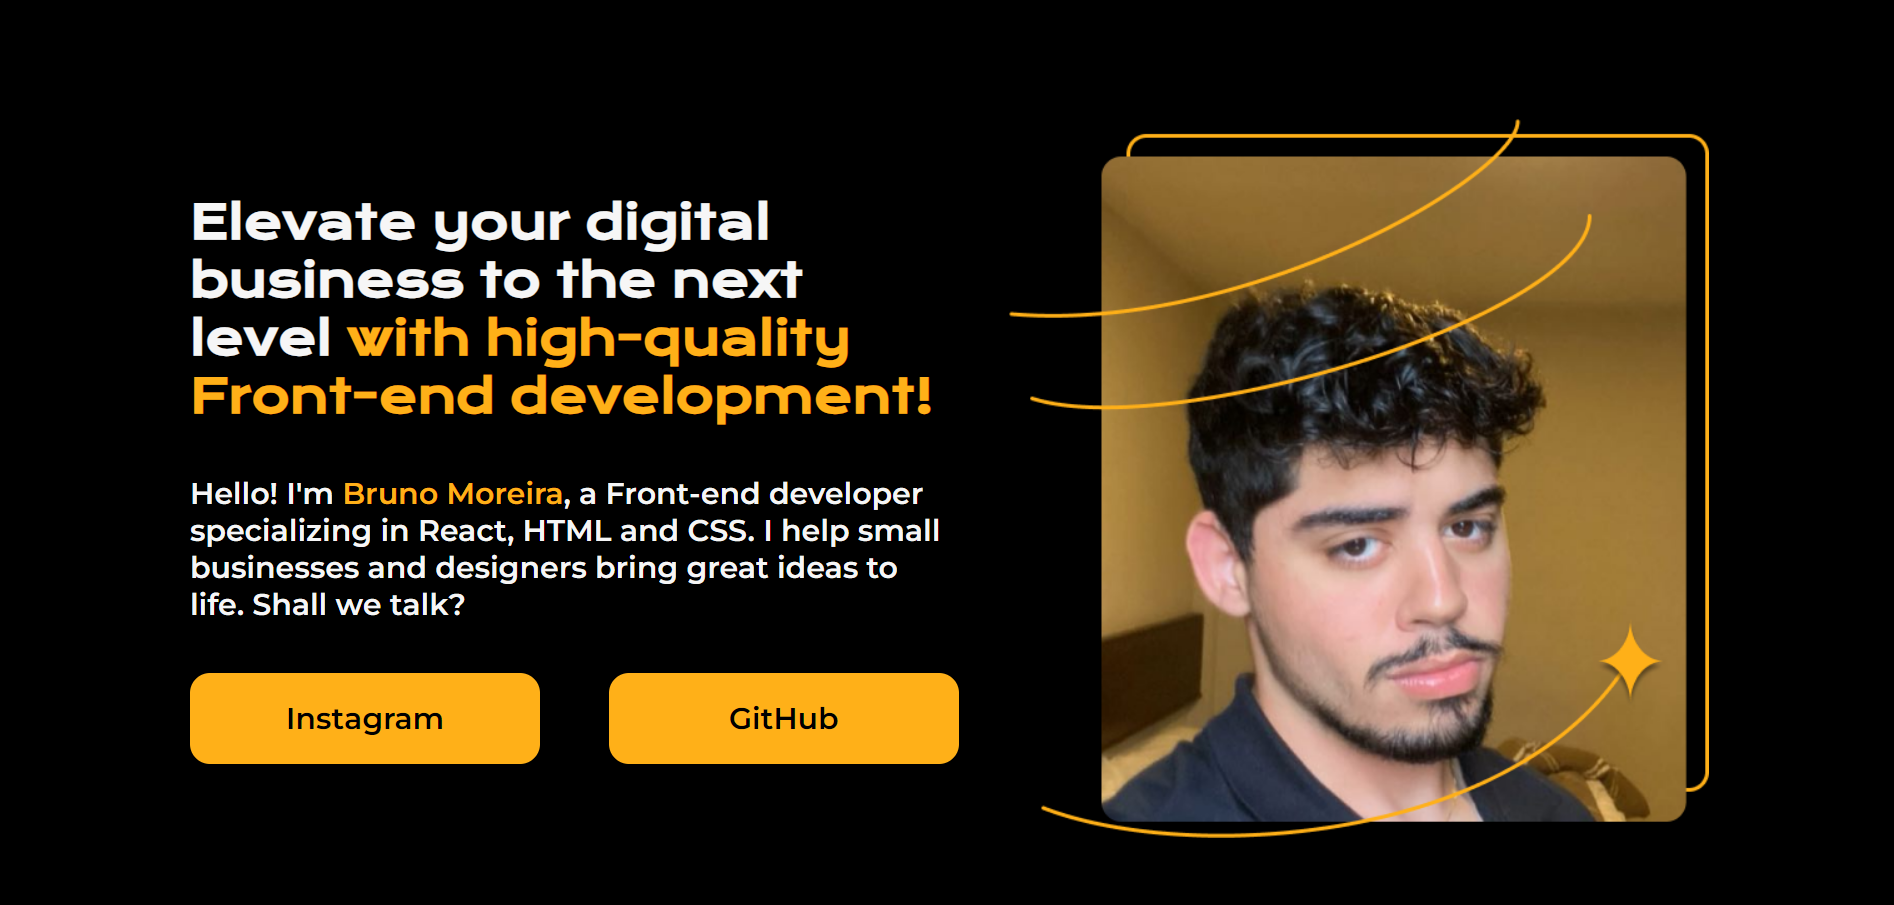 Elevate your digital
business to the next
level with high-quality
Front-end development!
Hello! I'm Bruno Moreira, a Front-end developer
specializing in React, HTML and CSS. I help small
businesses and designers bring great ideas to
life. Shall we talk?
Instagram
GitHub